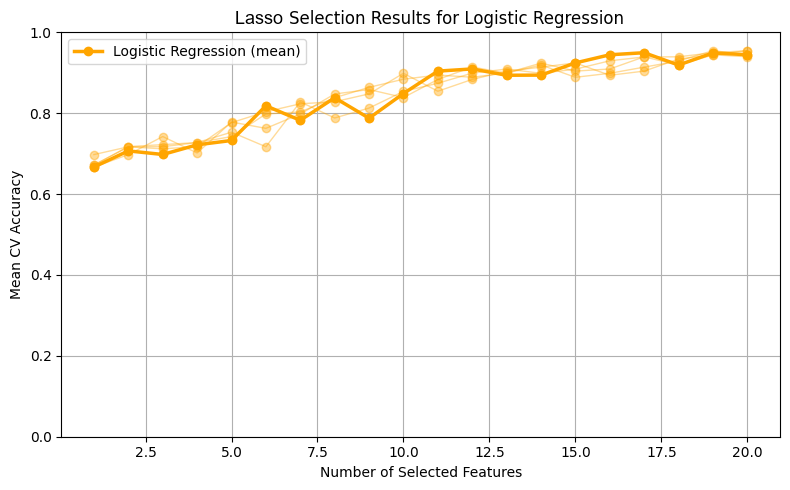 Lasso Selection Results for Logistic Regression
Logistic Regression (mean)
Mean CV Accuracy
1.0
0.8
0.6
0.4
0.2
0.0
2.5 5.0 7.5 10.0 12.5 15.0 17.5 20.0
Number of Selected Features